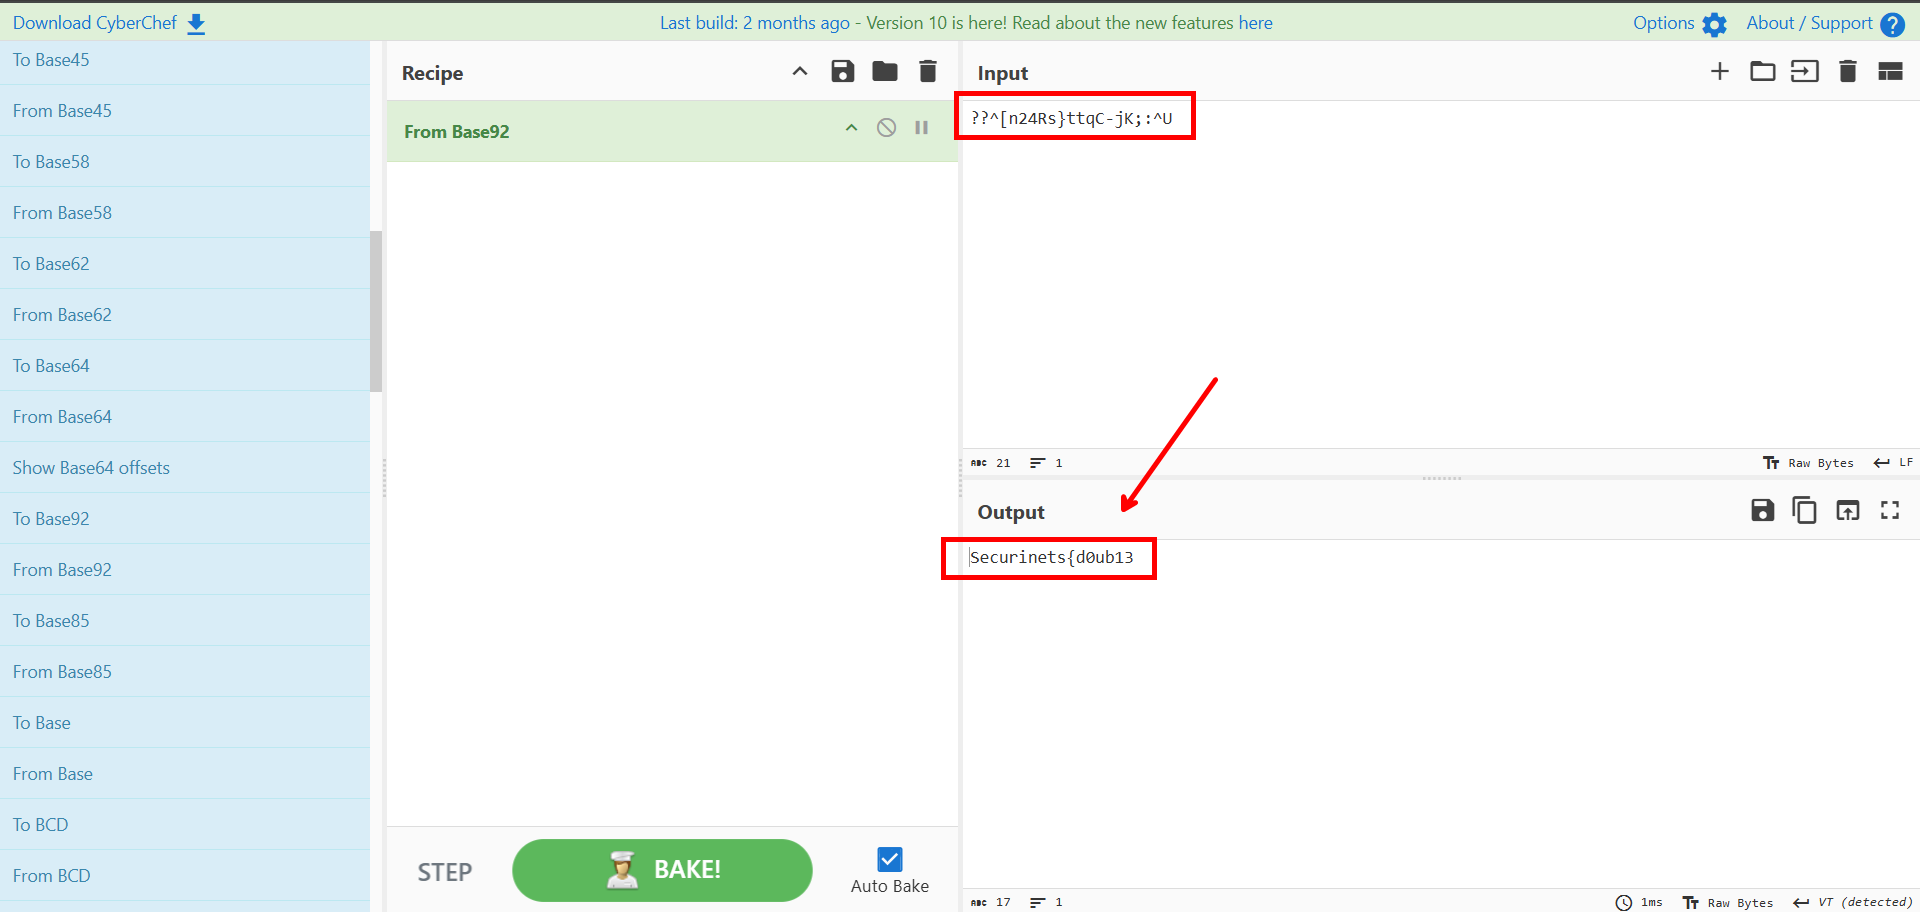 Download CyberChef
Last build: 2 months ago - Version 10 is here! Read about the new features here
Options
About / Support
To Base45
From Base45
To Base58
From Base58
To Base62
From Base62
To Base64
From Base64
Show Base64 offsets
To Base92
From Base92
To Base85
From Base85
To Base
From Base
To BCD
From BCD
Recipe
From Base92
STEP
BAKE!
Auto Bake
Input
??^[n24Rs}ttqC-jK;:^U
ABC 21 1
Raw Bytes LF
Output
Securinets{d0ub13
ABC 17 1
1ms Raw Bytes VT (detected)